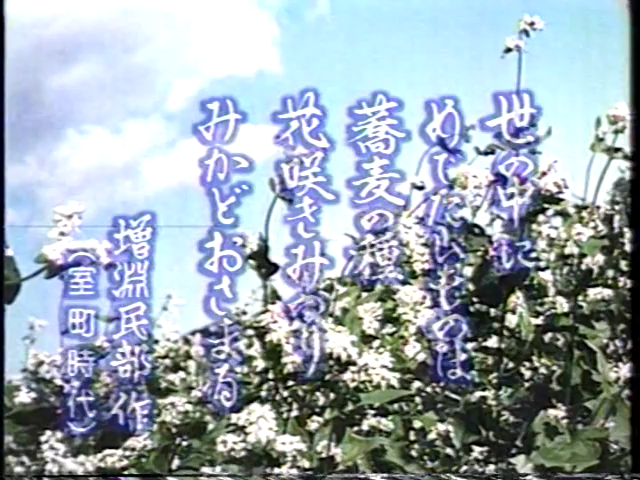 世の中に
めでたいものは
蕎麦の種
花咲きみのり
みかどおさまる
増淵民部作
（室町時代）